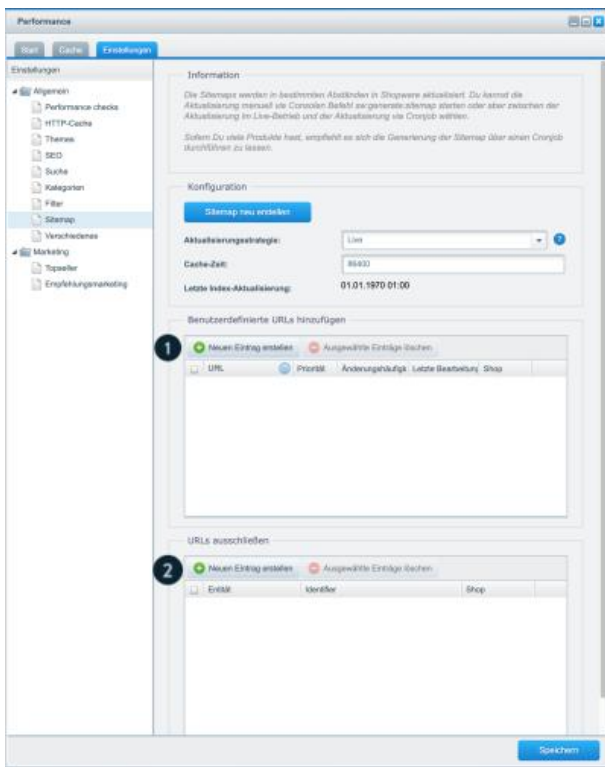 Performance
Start Cache Einstellungen
Einstellungen
Allgemein
Performance checks
HTTP-Cache
Themes
SEO
Suche
Kategorien
Filter
Sitemap
Verschiedenes
Marketing
Topseller
Empfehlungsmarketing
Information
Die Sitemaps werden in bestimmten Abständen in Shopware aktualisiert. Du kannst die
Aktualisierung manuell via Consolen Befehl sw:generate:sitemap starten oder aber zwischen der
Aktualisierung im Live-Betrieb und der Aktualisierung via Cronjob wählen.
Sofern Du viele Produkte hast, empfiehlt es sich die Generierung der Sitemap über einen Cronjob
durchführen zu lassen.
Konfiguration
Sitemap neu erstellen
Aktualisierungsstrategie: Live
Cache-Zeit: 86400
Letzte Index-Aktualisierung: 01.01.1970 01:00
Benutzerdefinierte URLs hinzufügen
1 Neuen Eintrag erstellen Ausgewählte Einträge löschen
URL Priorität Änderungshäufigk Letzte Bearbeitung Shop
URLs ausschließen
2 Neuen Eintrag erstellen Ausgewählte Einträge löschen
Entität Identifier Shop
Speichern